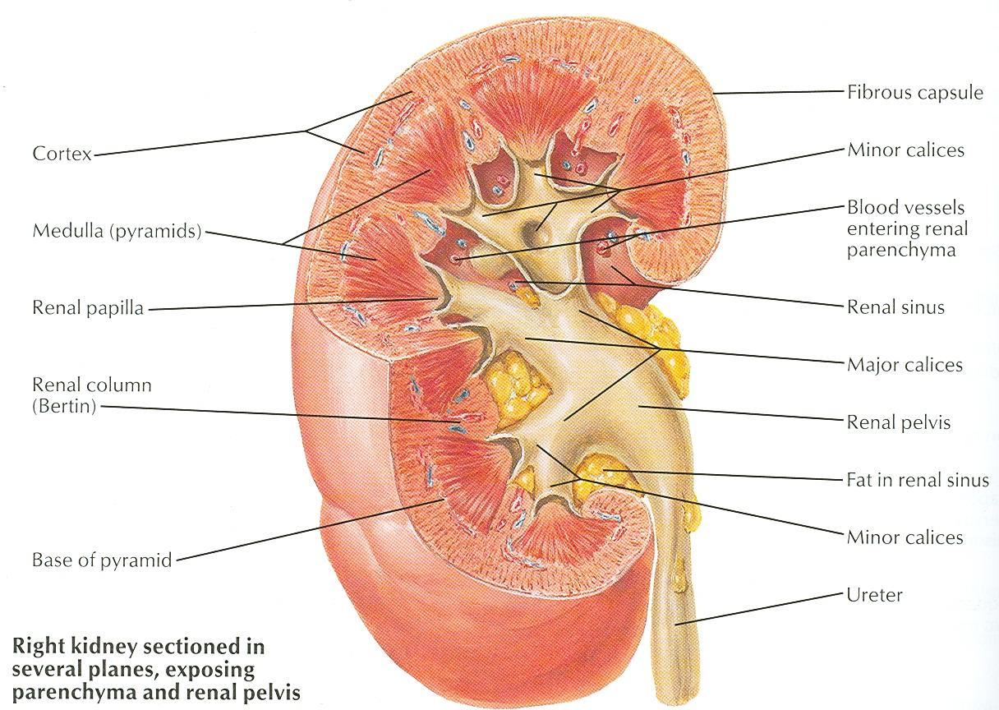 Cortex
Medulla (pyramids)
Renal papilla
Renal column
(Bertin)
Base of pyramid
Right kidney sectioned in
several planes, exposing
parenchyma and renal pelvis
Fibrous capsule
Minor calices
Blood vessels
entering renal
parenchyma
Renal sinus
Major calices
Renal pelvis
Fat in renal sinus
Minor calices
Ureter